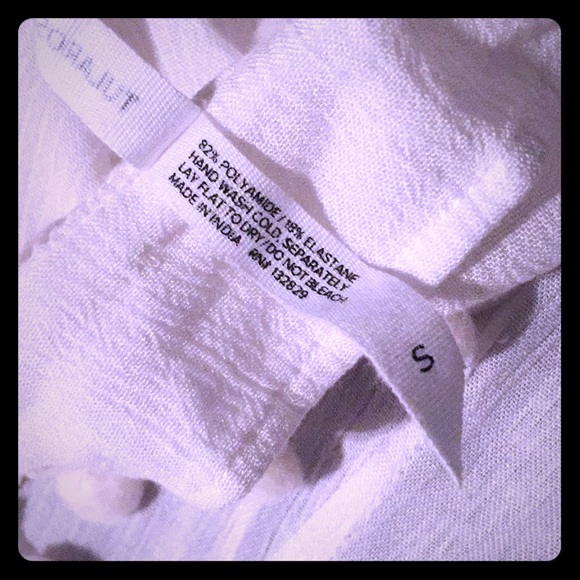 82% POLYAMIDE / 18% ELASTANE
HAND WASH COLD, SEPARATELY
LAY FLAT TO DRY / DO NOT BLEACH
MADE IN INDIA RN# 132829
S